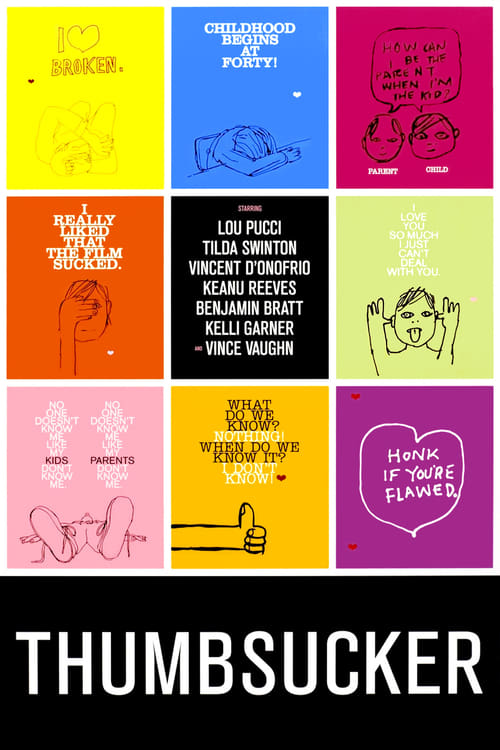 I ♡
BROKEN.
CHILDHOOD
BEGINS
AT
FORTY!
HOW CAN
I BE THE
PARENT
WHEN I'M
THE KID?
PARENT
CHILD
I
REALLY
LIKED
THAT
THE FILM
SUCKED.
STARRING
LOU PUCCI
TILDA SWINTON
VINCENT D'ONOFRIO
KEANU REEVES
BENJAMIN BRATT
KELLI GARNER
AND VINCE VAUGHN
I
LOVE
YOU
SO MUCH
I JUST
CAN'T
DEAL
WITH YOU.
NO
ONE
DOESN'T
KNOW
ME
LIKE
MY
KIDS
DON'T
KNOW
ME.
NO
ONE
DOESN'T
KNOW
ME
LIKE
MY
PARENTS
DON'T
KNOW
ME.
WHAT
DO WE
KNOW?
NOTHING!
WHEN DO WE
KNOW IT?
I DON'T
KNOW!
HONK
IF YOU'RE
FLAWED.
THUMBSUCKER